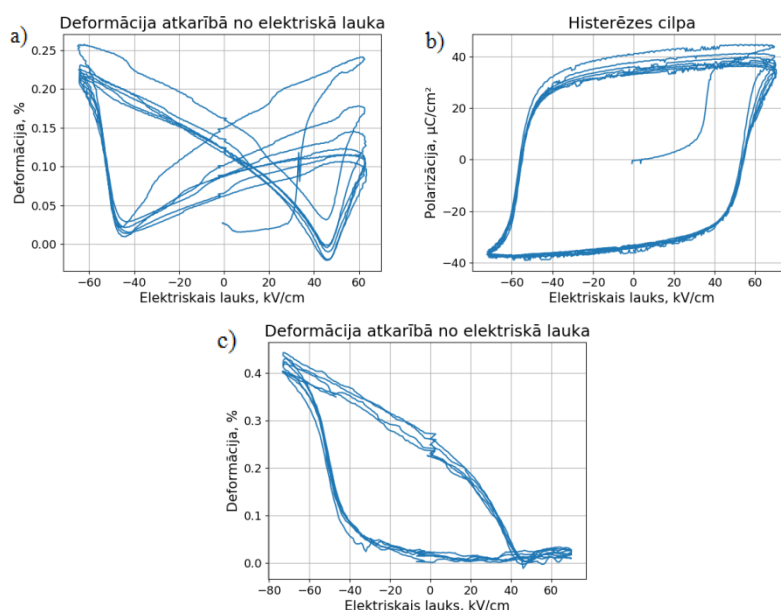 a)
Deformācija atkarībā no elektriskā lauka
0.25
0.20
0.15
0.10
0.05
0.00
Deformācija, %
−60 −40 −20 0 20 40 60
Elektriskais lauks, kV/cm
b)
Histerēzes cilpa
40
20
0
−20
−40
Polarizācija, µC/cm²
−60 −40 −20 0 20 40 60
Elektriskais lauks, kV/cm
c)
Deformācija atkarībā no elektriskā lauka
0.4
0.3
0.2
0.1
0.0
Deformācija, %
−80 −60 −40 −20 0 20 40 60
Elektriskais lauks, kV/cm